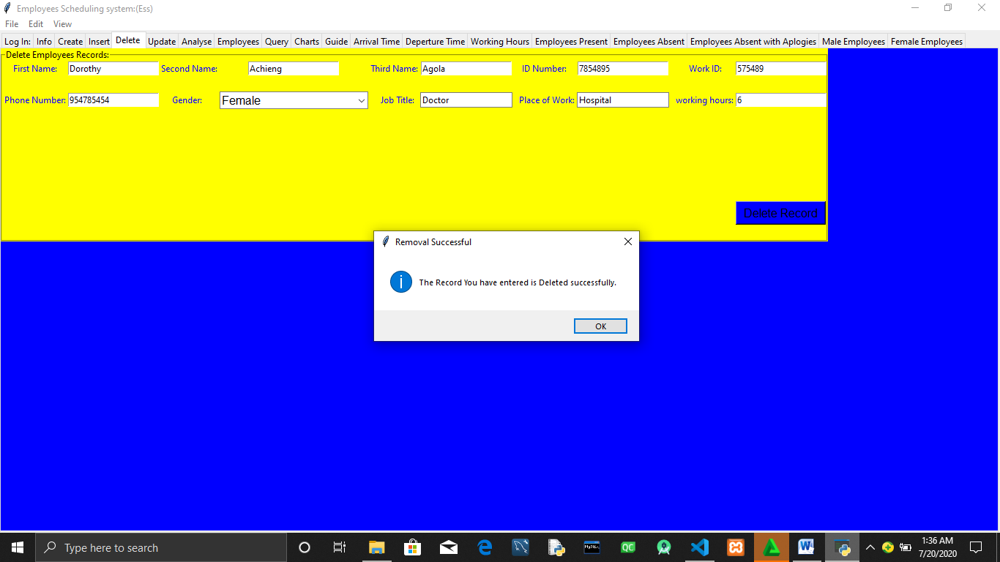 Employees Scheduling system:(Ess)
File Edit View
Log In: Info Create Insert Delete Update Analyse Employees Query Charts Guide Arrival Time Deperture Time Working Hours Employees Present Employees Absent Employees Absent with Aplogies Male Employees Female Employees
Delete Employees Records:
First Name: Dorothy Second Name: Achieng Third Name: Agola ID Number: 7854895 Work ID: 575489
Phone Number: 954785454 Gender: Female Job Title: Doctor Place of Work: Hospital working hours: 6
Delete Record
Removal Successful
i The Record You have entered is Deleted successfully.
OK
Type here to search
MySQL
QC
W
1:36 AM
7/20/2020